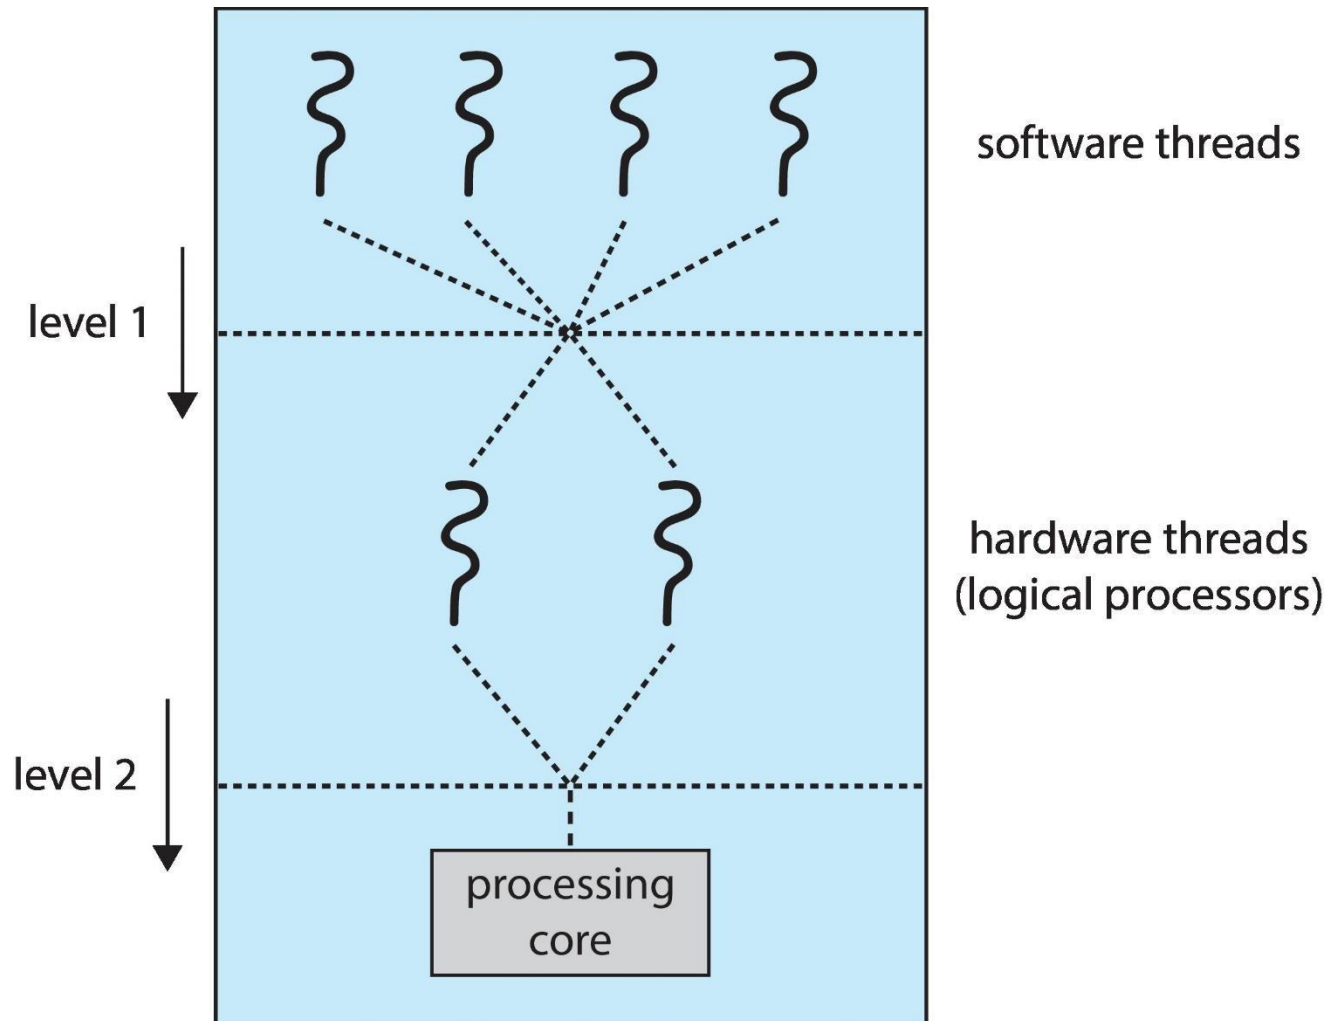 software threads
level 1
hardware threads
(logical processors)
level 2
processing
core